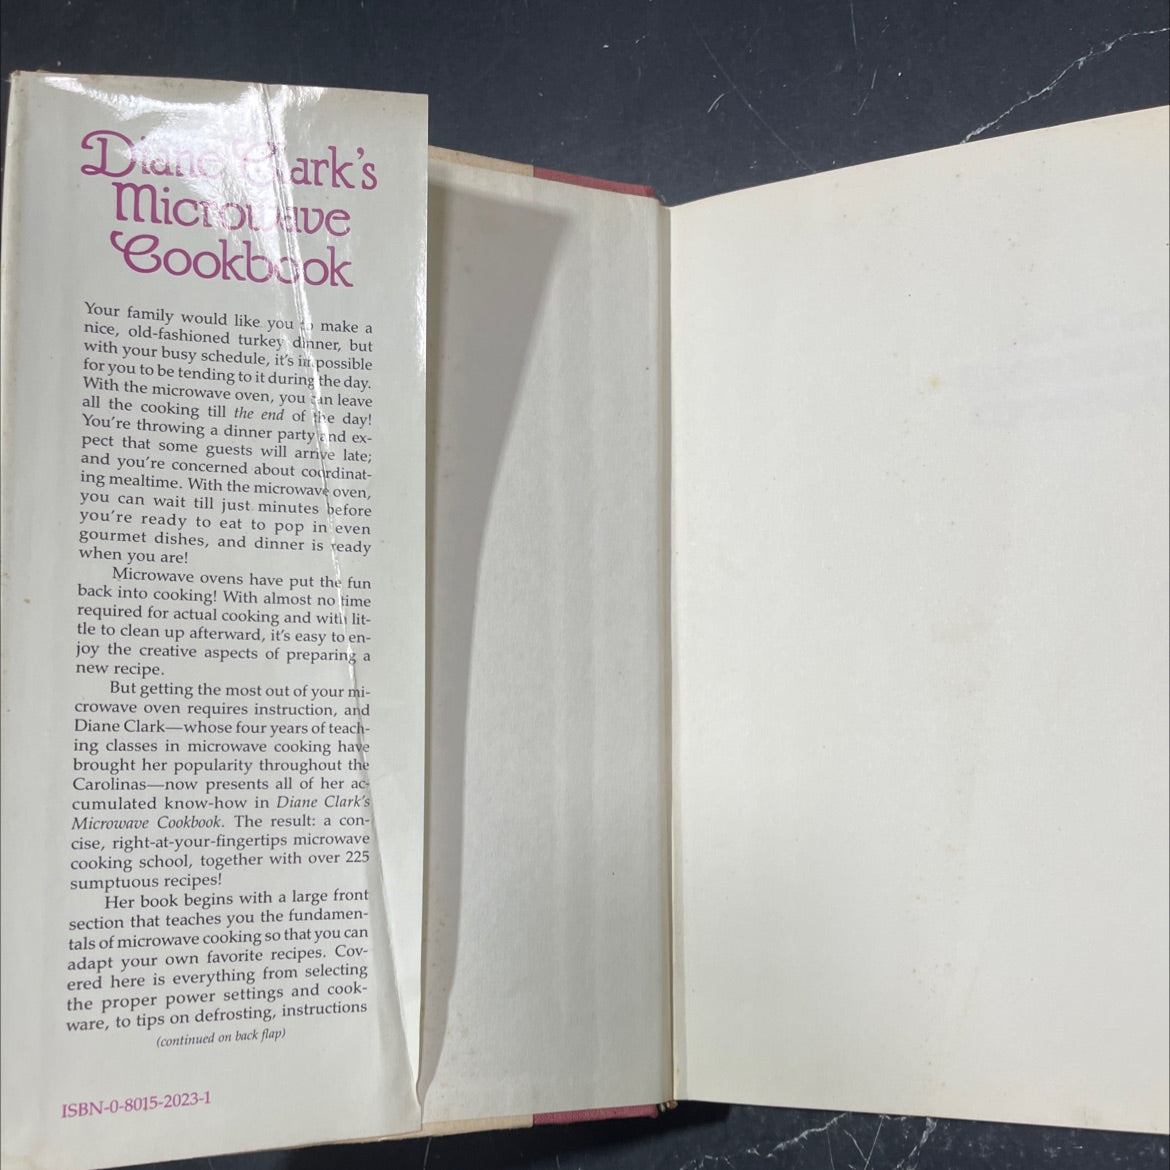 Diane Clark's
Microwave
Cookbook
Your family would like you to make a
nice, old-fashioned turkey dinner, but
with your busy schedule, it's impossible
for you to be tending to it during the day.
With the microwave oven, you can leave
all the cooking till the end of the day!
You're throwing a dinner party and ex-
pect that some guests will arrive late;
and you're concerned about coordinat-
ing mealtime. With the microwave oven,
you can wait till just minutes before
you're ready to eat to pop in even
gourmet dishes, and dinner is ready
when you are!
Microwave ovens have put the fun
back into cooking! With almost no time
required for actual cooking and with lit-
tle to clean up afterward, it's easy to en-
joy the creative aspects of preparing a
new recipe.
But getting the most out of your mi-
crowave oven requires instruction, and
Diane Clark—whose four years of teach-
ing classes in microwave cooking have
brought her popularity throughout the
Carolinas—now presents all of her ac-
cumulated know-how in Diane Clark's
Microwave Cookbook. The result: a con-
cise, right-at-your-fingertips microwave
cooking school, together with over 225
sumptuous recipes!
Her book begins with a large front
section that teaches you the fundamen-
tals of microwave cooking so that you can
adapt your own favorite recipes. Cov-
ered here is everything from selecting
the proper power settings and cook-
ware, to tips on defrosting, instructions
(continued on back flap)
ISBN-0-8015-2023-1